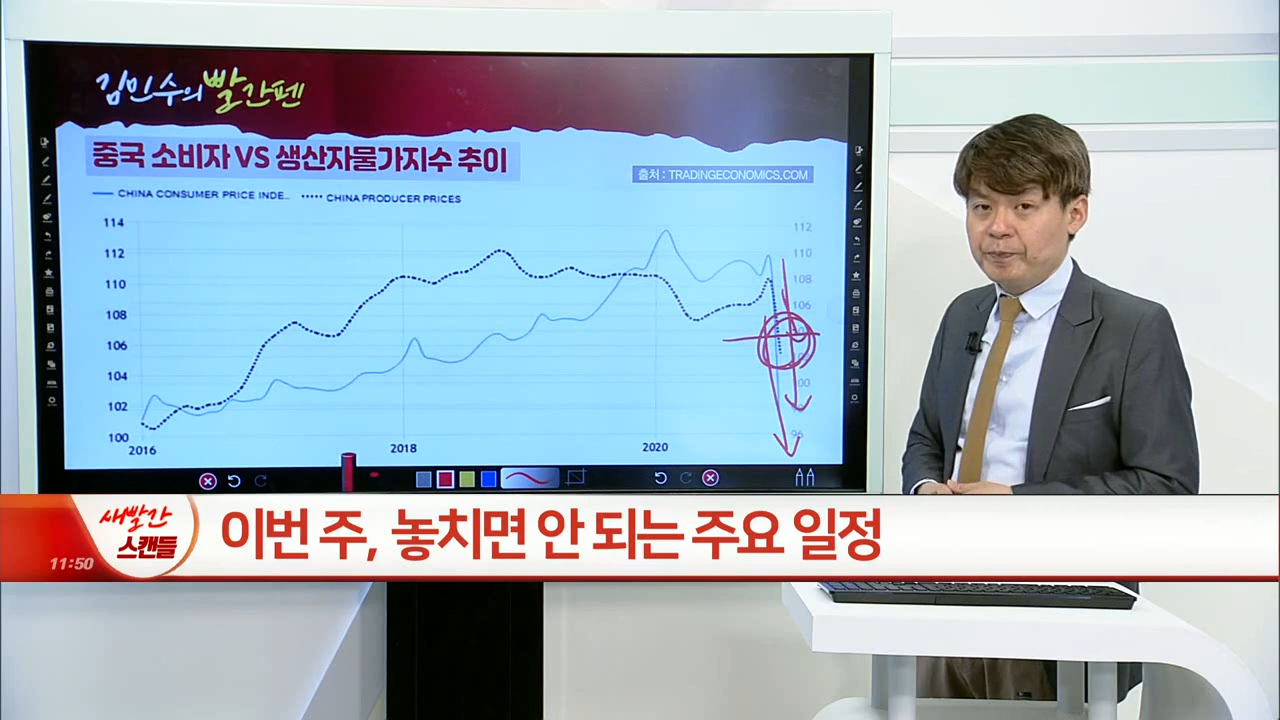 김민수의 빨간펜
중국 소비자 VS 생산자물가지수 추이
출처 : TRADINGECONOMICS.COM
CHINA CONSUMER PRICE INDE... CHINA PRODUCER PRICES
114
112
110
108
106
104
102
100
112
110
108
106
96
2016 2018 2020
새빨간
스캔들
11:50
이번 주, 놓치면 안 되는 주요 일정